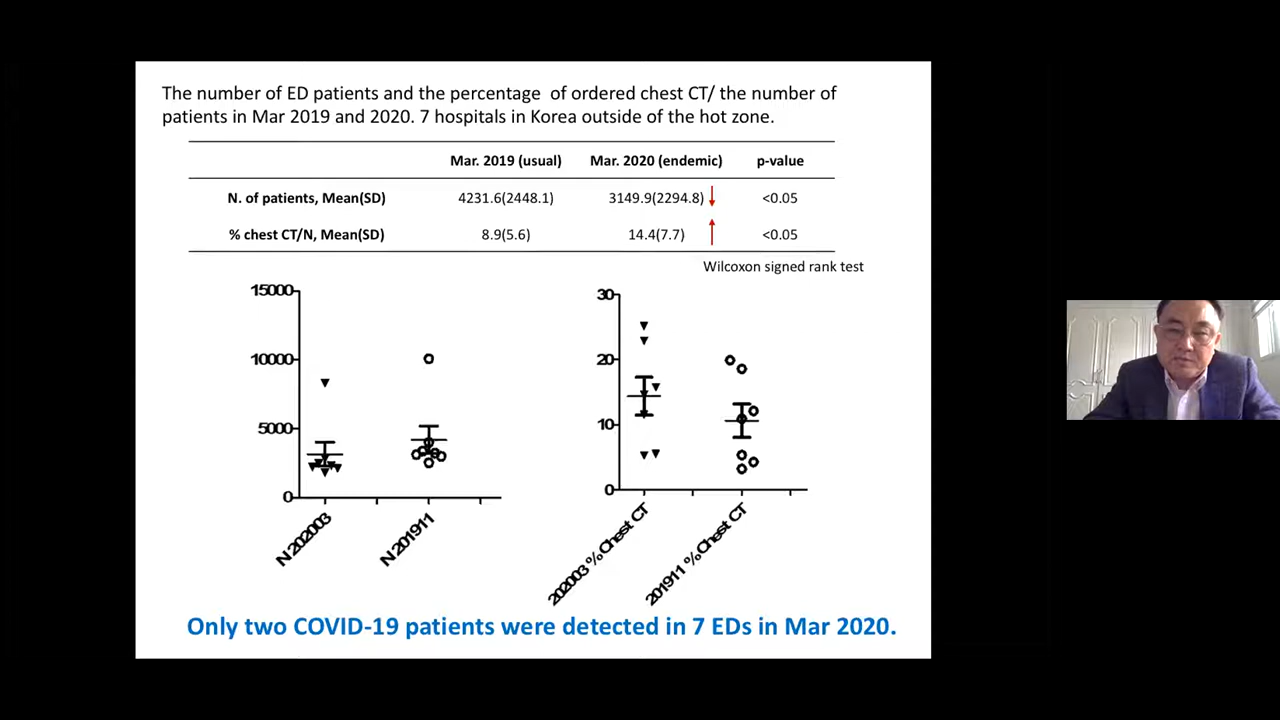 The number of ED patients and the percentage of ordered chest CT/ the number of
patients in Mar 2019 and 2020. 7 hospitals in Korea outside of the hot zone.
Mar. 2019 (usual) Mar. 2020 (endemic) p-value
N. of patients, Mean(SD) 4231.6(2448.1) 3149.9(2294.8) <0.05
% chest CT/N, Mean(SD) 8.9(5.6) 14.4(7.7) <0.05
Wilcoxon signed rank test
15000
10000
5000
0
N 202003
N 201911
30
20
10
0
202003 %Chest CT
201911 %Chest CT
Only two COVID-19 patients were detected in 7 EDs in Mar 2020.